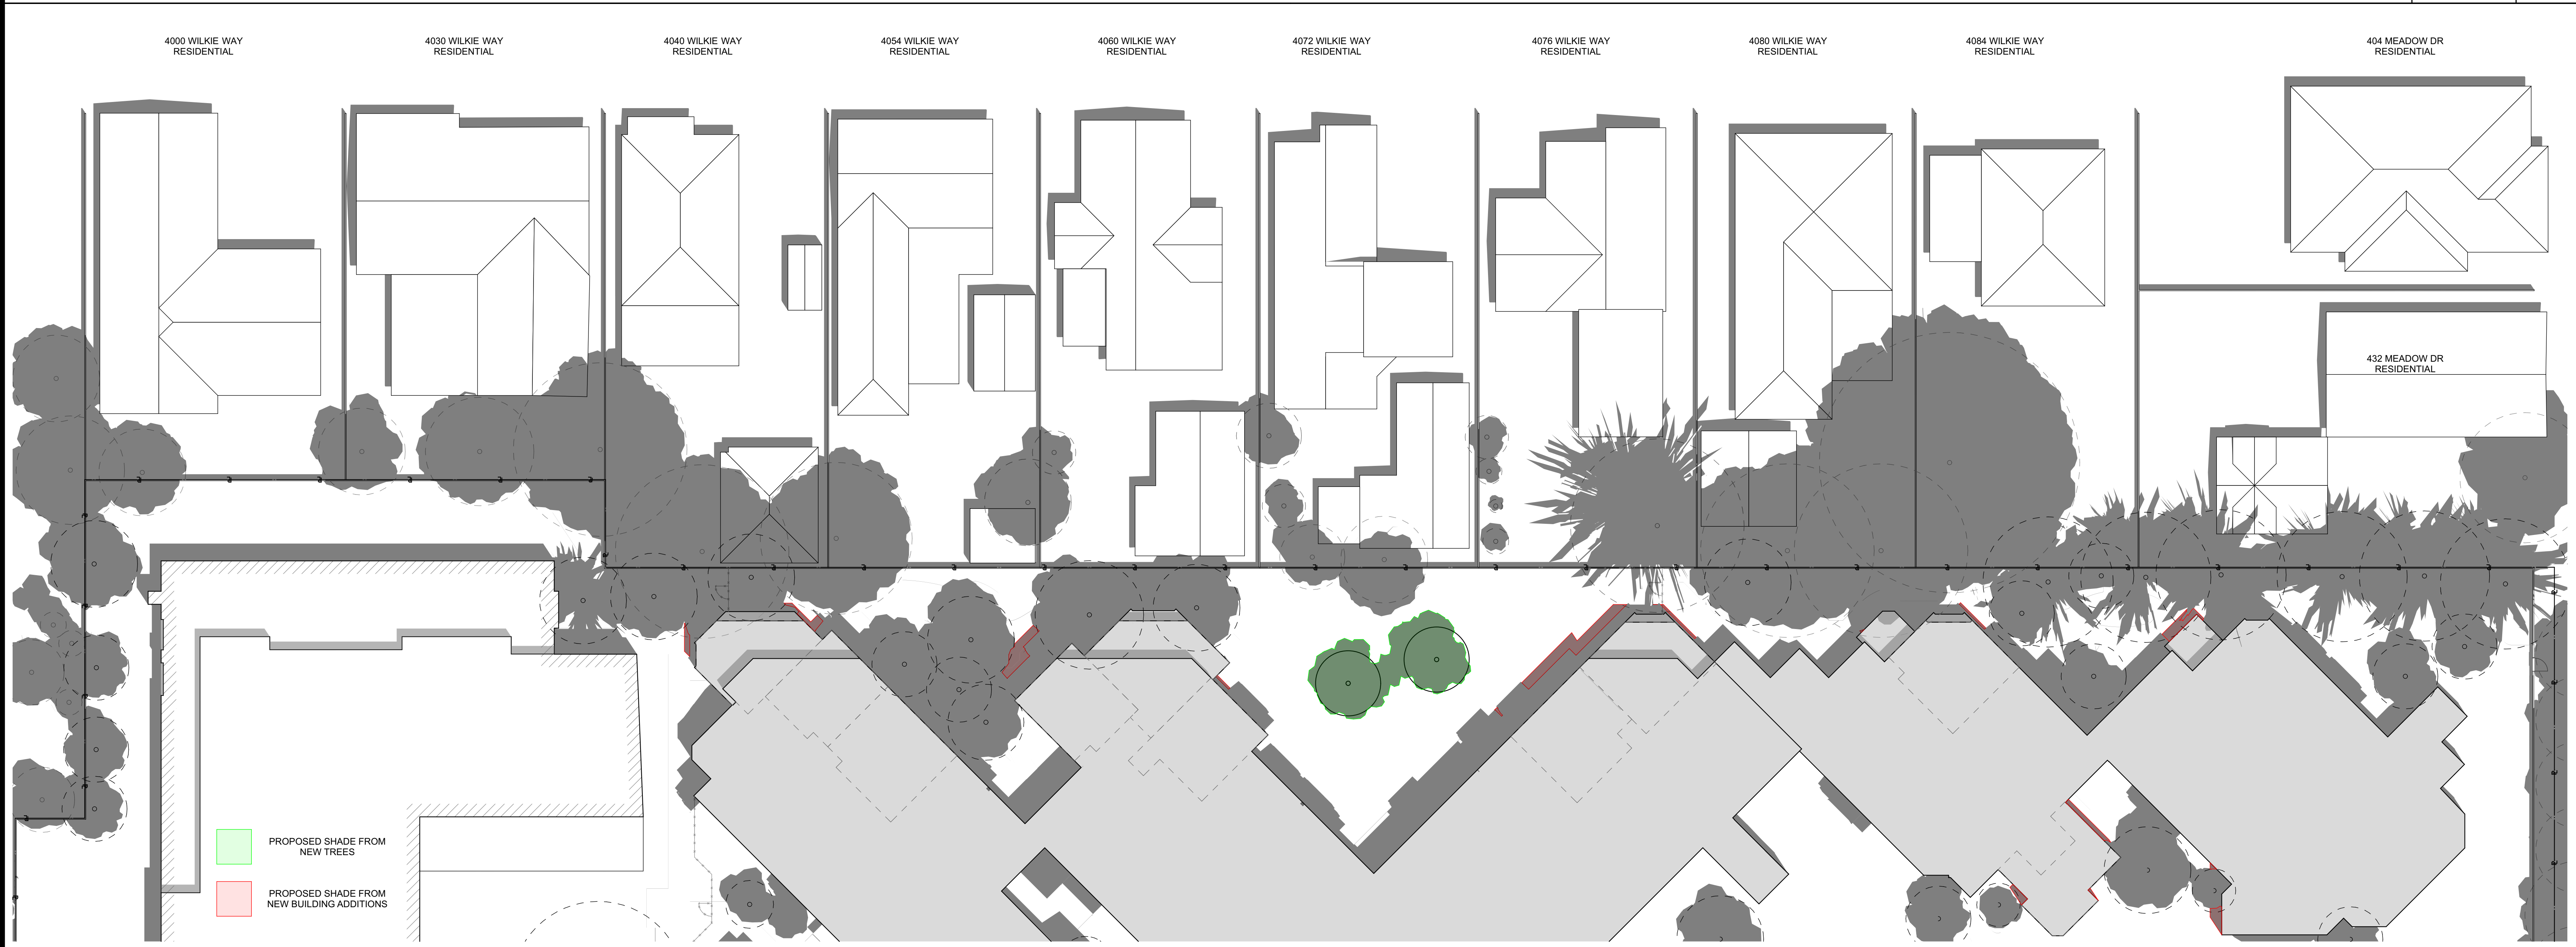 4000 WILKIE WAY
RESIDENTIAL
4030 WILKIE WAY
RESIDENTIAL
4040 WILKIE WAY
RESIDENTIAL
4054 WILKIE WAY
RESIDENTIAL
4060 WILKIE WAY
RESIDENTIAL
4072 WILKIE WAY
RESIDENTIAL
4076 WILKIE WAY
RESIDENTIAL
4080 WILKIE WAY
RESIDENTIAL
4084 WILKIE WAY
RESIDENTIAL
404 MEADOW DR
RESIDENTIAL
432 MEADOW DR
RESIDENTIAL
PROPOSED SHADE FROM
NEW TREES
PROPOSED SHADE FROM
NEW BUILDING ADDITIONS